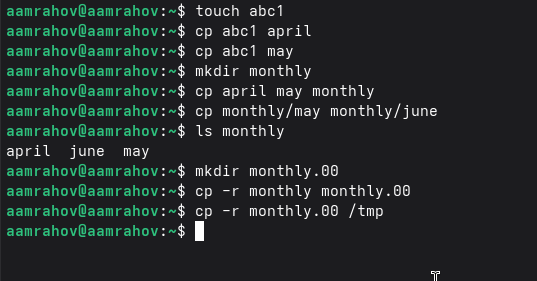 aamrahov@aamrahov:~$ touch abc1
aamrahov@aamrahov:~$ cp abc1 april
aamrahov@aamrahov:~$ cp abc1 may
aamrahov@aamrahov:~$ mkdir monthly
aamrahov@aamrahov:~$ cp april may monthly
aamrahov@aamrahov:~$ cp monthly/may monthly/june
aamrahov@aamrahov:~$ ls monthly
april  june  may
aamrahov@aamrahov:~$ mkdir monthly.00
aamrahov@aamrahov:~$ cp -r monthly monthly.00
aamrahov@aamrahov:~$ cp -r monthly.00 /tmp
aamrahov@aamrahov:~$